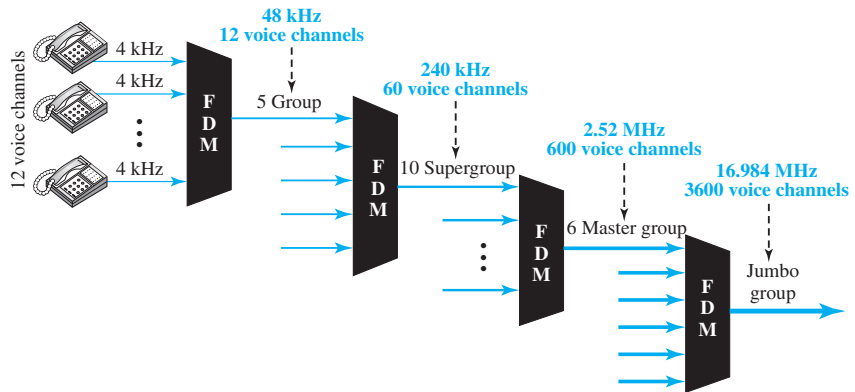 12 voice channels
4 kHz
4 kHz
4 kHz
F
D
M
48 kHz
12 voice channels
5 Group
F
D
M
240 kHz
60 voice channels
10 Supergroup
F
D
M
2.52 MHz
600 voice channels
6 Master group
F
D
M
16.984 MHz
3600 voice channels
Jumbo
group